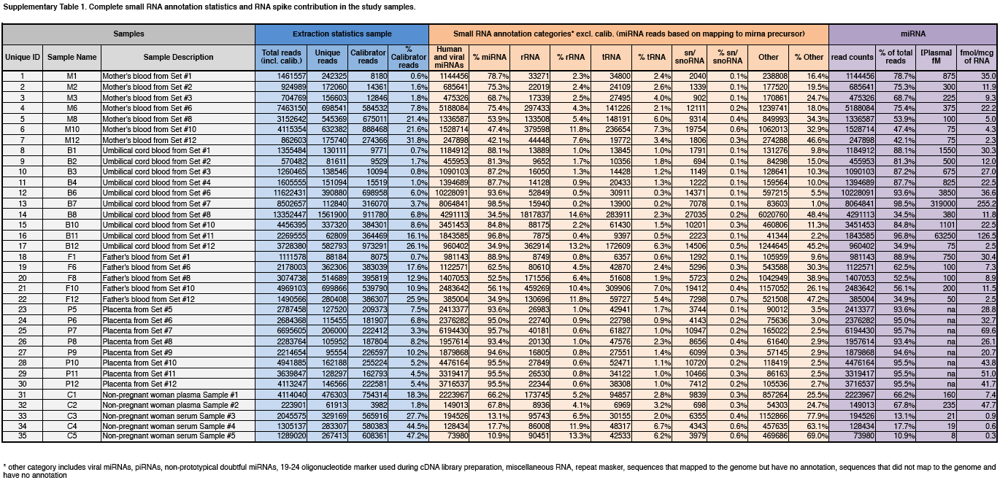 Supplementary Table 1. Complete small RNA annotation statistics and RNA spike contribution in the study samples.
Samples Extraction statistics sample Small RNA annotation categories* excl. calib. (miRNA reads based on mapping to mirna precursor) miRNA
Unique ID Sample Name Sample Description Total reads (incl. calib.) Unique reads Calibrator reads % Calibrator reads Human and viral miRNAs % miRNA rRNA % rRNA tRNA % tRNA sn/ snoRNA % sn/ snoRNA Other % Other read counts % of total reads [Plasma] fM fmol/mcg of RNA
1 M1 Mother's blood from Set #1 1461557 242325 8180 0.6% 1144456 78.7% 33271 2.3% 34800 2.4% 2040 0.1% 238808 16.4% 1144456 78.7% 875 35.0
2 M2 Mother's blood from Set #2 924989 172060 14361 1.6% 685641 75.3% 22019 2.4% 24109 2.6% 1339 0.1% 177520 19.5% 685641 75.3% 300 11.9
3 M3 Mother's blood from Set #3 704769 156603 12846 1.8% 475326 68.7% 17339 2.5% 27495 4.0% 902 0.1% 170861 24.7% 475326 68.7% 225 9.3
4 M6 Mother's blood from Set #6 7463150 698541 584532 7.8% 5188084 75.4% 297433 4.3% 141226 2.1% 12111 0.2% 1239741 18.0% 5188084 75.4% 375 22.2
5 M8 Mother's blood from Set #8 3152642 545369 675011 21.4% 1336587 53.9% 133508 5.4% 148191 6.0% 9314 0.4% 849993 34.3% 1336587 53.9% 100 5.0
6 M10 Mother's blood from Set #10 4115354 632382 888468 21.6% 1528714 47.4% 379598 11.8% 236654 7.3% 19754 0.6% 1062013 32.9% 1528714 47.4% 75 4.3
7 M12 Mother's blood from Set #12 862603 175740 274366 31.8% 247898 42.1% 44448 7.6% 19772 3.4% 1806 0.3% 274288 46.6% 247898 42.1% 75 2.3
8 B1 Umbilical cord blood from Set #1 1355484 130111 9771 0.7% 1184912 88.1% 13889 1.0% 13845 1.0% 1791 0.1% 131276 9.8% 1184912 88.1% 1550 30.3
9 B2 Umbilical cord blood from Set #2 570482 81611 9529 1.7% 455953 81.3% 9652 1.7% 10356 1.8% 694 0.1% 84298 15.0% 455953 81.3% 500 12.0
10 B3 Umbilical cord blood from Set #3 1260465 138546 10094 0.8% 1090103 87.2% 16050 1.3% 14428 1.2% 1149 0.1% 128641 10.3% 1090103 87.2% 675 27.0
11 B4 Umbilical cord blood from Set #4 1605555 151094 15519 1.0% 1394689 87.7% 14128 0.9% 20433 1.3% 1222 0.1% 159564 10.0% 1394689 87.7% 825 22.5
12 B6 Umbilical cord blood from Set #6 11622431 390880 698958 6.0% 10228091 93.6% 52849 0.5% 30911 0.3% 14371 0.1% 597215 5.5% 10228091 93.6% 3850 36.6
13 B7 Umbilical cord blood from Set #7 8502657 112840 316070 3.7% 8064841 98.5% 15940 0.2% 13900 0.2% 7078 0.1% 83603 1.0% 8064841 98.5% 319000 255.2
14 B8 Umbilical cord blood from Set #8 13352447 1561900 911780 6.8% 4291113 34.5% 1817837 14.6% 283911 2.3% 27035 0.2% 6020760 48.4% 4291113 34.5% 380 11.8
15 B10 Umbilical cord blood from Set #10 4456395 337320 384301 8.6% 3451453 84.8% 88175 2.2% 61430 1.5% 10201 0.3% 460806 11.3% 3451453 84.8% 1101 22.5
16 B11 Umbilical cord blood from Set #11 2269555 62809 364469 16.1% 1843585 96.8% 7875 0.4% 9397 0.5% 2223 0.1% 41344 2.2% 1843585 96.8% 63250 126.5
17 B12 Umbilical cord blood from Set #12 3728380 582793 973291 26.1% 960402 34.9% 362914 13.2% 172609 6.3% 14506 0.5% 1244645 45.2% 960402 34.9% 75 2.5
18 F1 Father's blood from Set #1 1111578 88184 8075 0.7% 981143 88.9% 8749 0.8% 6357 0.6% 1292 0.1% 105959 9.6% 981143 88.9% 750 30.4
19 F6 Father's blood from Set #6 2178003 362306 383039 17.6% 1122571 62.5% 80610 4.5% 42870 2.4% 5296 0.3% 543588 30.3% 1122571 62.5% 100 7.3
20 F8 Father's blood from Set #8 3074738 514689 395819 12.9% 1407053 52.5% 171556 6.4% 51608 1.9% 5723 0.2% 1042949 38.9% 1407053 52.5% 100 8.9
21 F10 Father's blood from Set #10 4969103 699866 539790 10.9% 2483642 56.1% 459269 10.4% 309906 7.0% 19412 0.4% 1157052 26.1% 2483642 56.1% 200 11.5
22 F12 Father's blood from Set #12 1490566 280408 386307 25.9% 385004 34.9% 130696 11.8% 59727 5.4% 7298 0.7% 521508 47.2% 385004 34.9% 50 2.5
23 P5 Placenta from Set #5 2787458 127520 209373 7.5% 2413377 93.6% 26983 1.0% 42941 1.7% 3744 0.1% 90012 3.5% 2413377 93.6% na 28.8
24 P6 Placenta from Set #6 2684368 115455 181907 6.8% 2376282 95.0% 22740 0.9% 22798 0.9% 4143 0.2% 75636 3.0% 2376282 95.0% na 32.7
25 P7 Placenta from Set #7 6695605 206000 222412 3.3% 6194430 95.7% 40181 0.6% 61827 1.0% 10947 0.2% 165022 2.5% 6194430 95.7% na 69.6
26 P8 Placenta from Set #8 2283764 105952 187804 8.2% 1957614 93.4% 20130 1.0% 47576 2.3% 8656 0.4% 61640 2.9% 1957614 93.4% na 26.1
27 P9 Placenta from Set #9 2214654 95554 226597 10.2% 1879868 94.6% 16805 0.8% 27551 1.4% 6099 0.3% 57145 2.9% 1879868 94.6% na 20.7
28 P10 Placenta from Set #10 4941885 162188 255224 5.2% 4476164 95.5% 27849 0.6% 52471 1.1% 10720 0.2% 118419 2.5% 4476164 95.5% na 43.8
29 P11 Placenta from Set #11 3639847 128297 162793 4.5% 3319417 95.5% 26530 0.8% 34122 1.0% 10466 0.3% 86163 2.5% 3319417 95.5% na 51.0
30 P12 Placenta from Set #12 4113247 146566 222581 5.4% 3716537 95.5% 22344 0.6% 38308 1.0% 7412 0.2% 105536 2.7% 3716537 95.5% na 41.7
31 C1 Non-pregnant woman plasma Sample #1 4114040 476303 754314 18.3% 2223967 66.2% 173745 5.2% 94857 2.8% 9839 0.3% 857264 25.5% 2223967 66.2% 160 7.4
32 C2 Non-pregnant woman plasma Sample #2 223901 61913 3982 1.8% 149013 67.8% 8936 4.1% 6969 3.2% 698 0.3% 54303 24.7% 149013 67.8% 235 47.7
33 C3 Non-pregnant woman serum Sample #3 2045575 329169 565916 27.7% 194526 13.1% 95743 6.5% 30155 2.0% 6355 0.4% 1152866 77.9% 194526 13.1% 21 0.9
34 C4 Non-pregnant woman serum Sample #4 1305137 283307 580383 44.5% 128434 17.7% 86008 11.9% 48317 6.7% 4343 0.6% 457635 63.1% 128434 17.7% 19 0.6
35 C5 Non-pregnant woman serum Sample #5 1289020 267413 608361 47.2% 73980 10.9% 90451 13.3% 42533 6.2% 3979 0.6% 469686 69.0% 73980 10.9% 8 0.3
* other category includes viral miRNAs, piRNAs, non-prototypical doubtful miRNAs, 19-24 oligonucleotide marker used during cDNA library preparation, miscellaneous RNA, repeat masker, sequences that mapped to the genome but have no annotation, sequences that did not map to the genome and
have no annotation